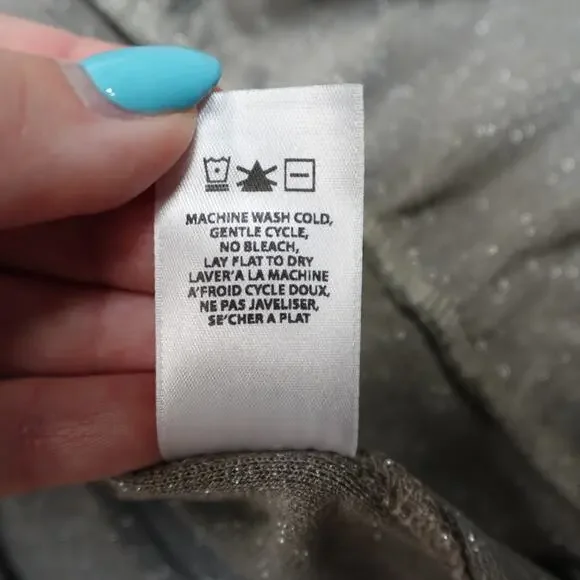 MACHINE WASH COLD,
GENTLE CYCLE,
NO BLEACH,
LAY FLAT TO DRY
LAVER'A LA MACHINE
A'FROID CYCLE DOUX,
NE PAS JAVELISER,
SE'CHER A PLAT